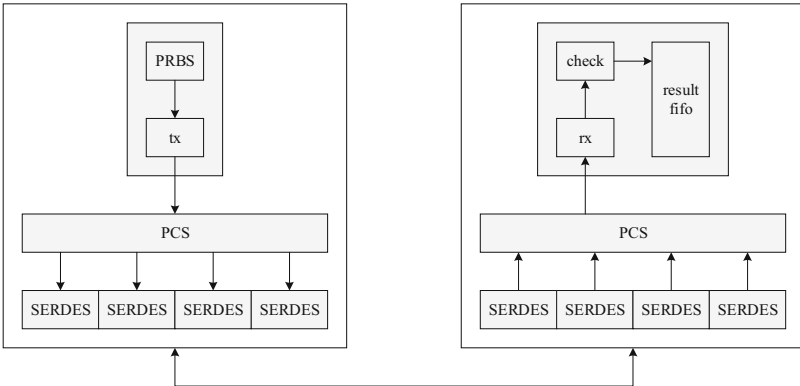 PRBS
tx
PCS
SERDES SERDES SERDES SERDES
check
result
fifo
rx
PCS
SERDES SERDES SERDES SERDES